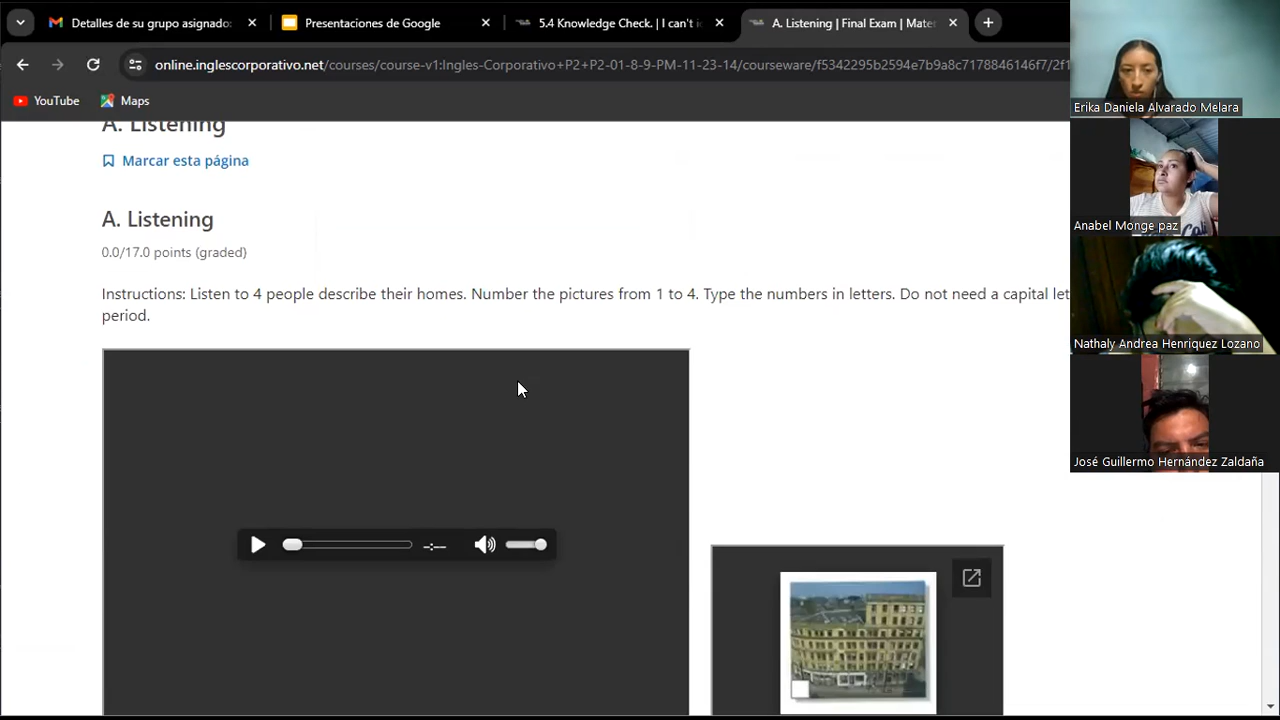 Detalles de su grupo asignado:
Presentaciones de Google
5.4 Knowledge Check. | I can't i
A. Listening | Final Exam | Mate
online.inglescorporativo.net/courses/course-v1:Ingles-Corporativo+P2+P2-01-8-9-PM-11-23-14/courseware/f5342295b2594e7b9a8c7178846146f7/2f1
YouTube
Maps
A. Listening
Marcar esta página
A. Listening
0.0/17.0 points (graded)
Instructions: Listen to 4 people describe their homes. Number the pictures from 1 to 4. Type the numbers in letters. Do not need a capital let
period.
-:--
Erika Daniela Alvarado Melara
Anabel Monge paz
Nathaly Andrea Henriquez Lozano
José Guillermo Hernández Zaldaña